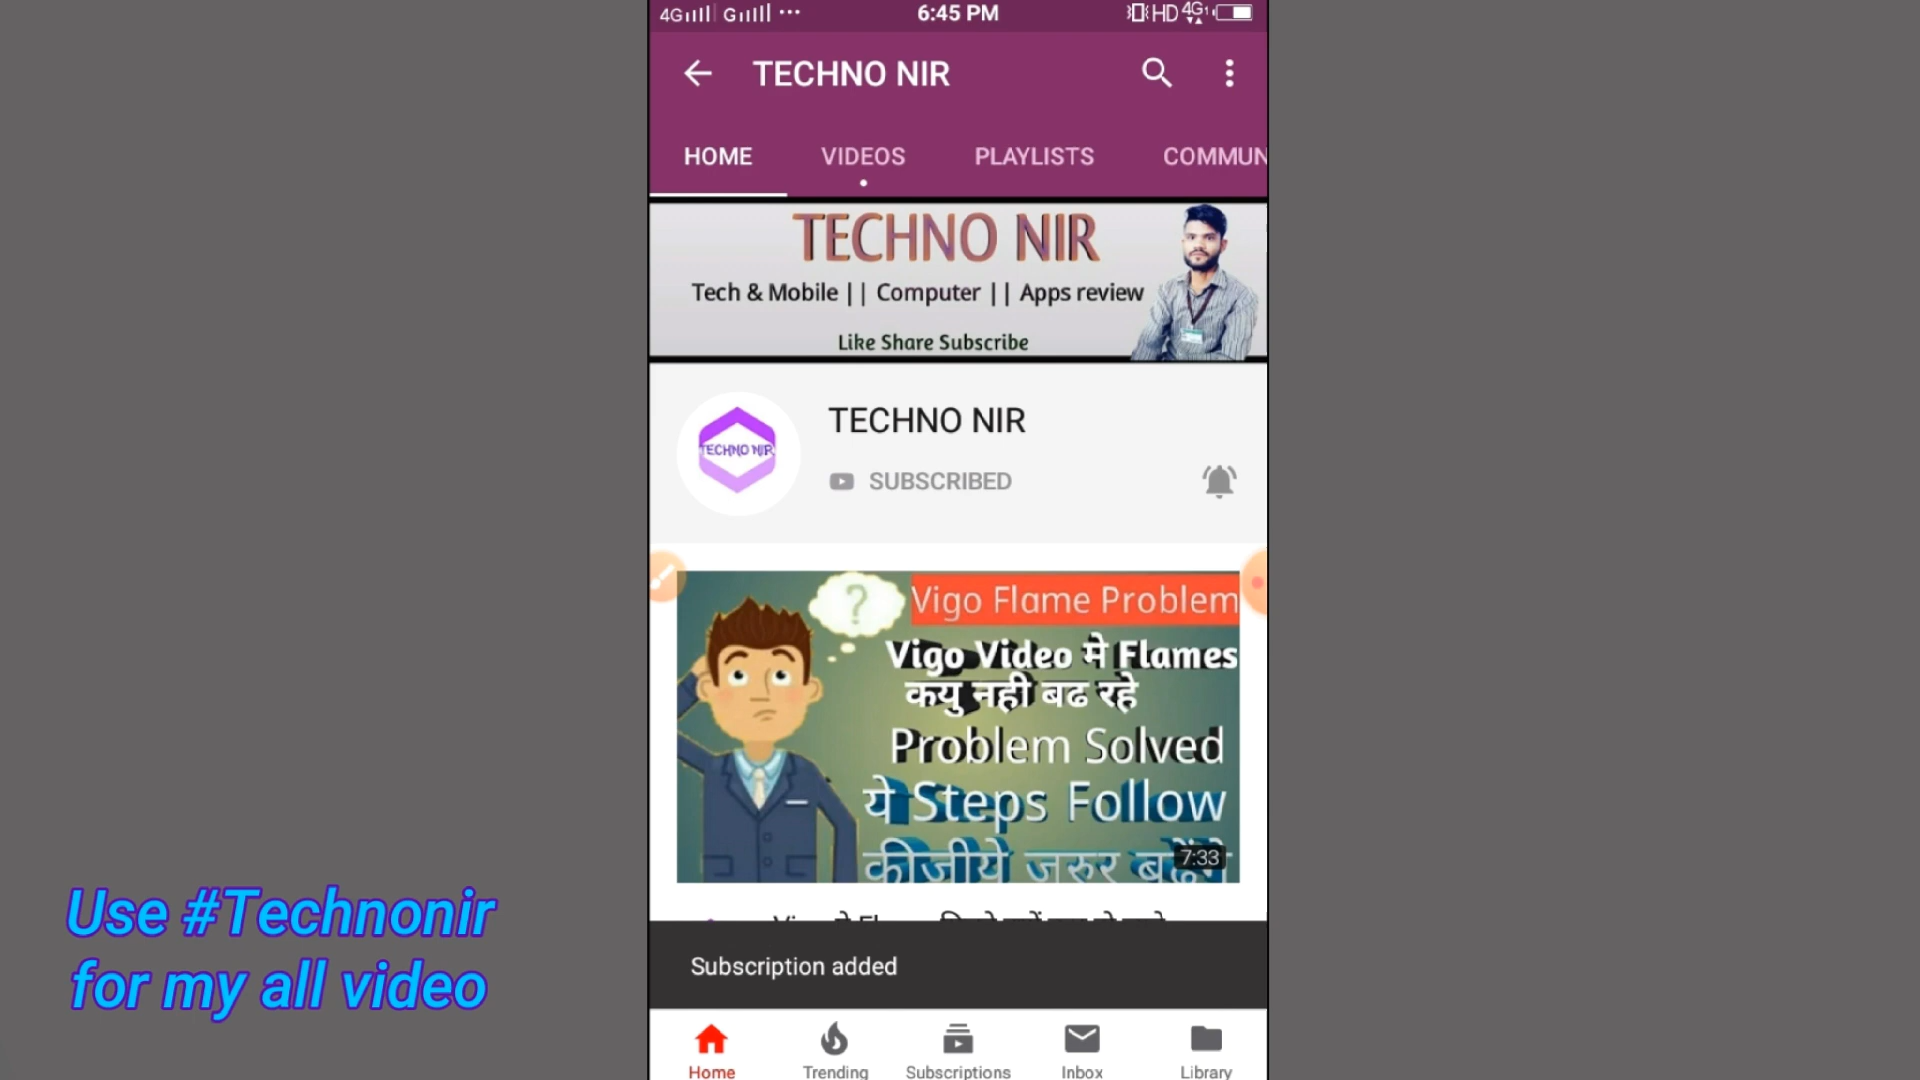 4G G ... 6:45 PM HD 4G
TECHNO NIR
HOME VIDEOS PLAYLISTS COMMUN
TECHNO NIR
Tech & Mobile || Computer || Apps review
Like Share Subscribe
TECHNO NIR
TECHNO NIR
SUBSCRIBED
?
Vigo Flame Problem
Vigo Video मे Flames
क्यु नही बढ रहे
Problem Solved
ये Steps Follow
कीजीये जरुर बढेंगे
7:33
Subscription added
Home Trending Subscriptions Inbox Library
Use #Technonir
for my all video